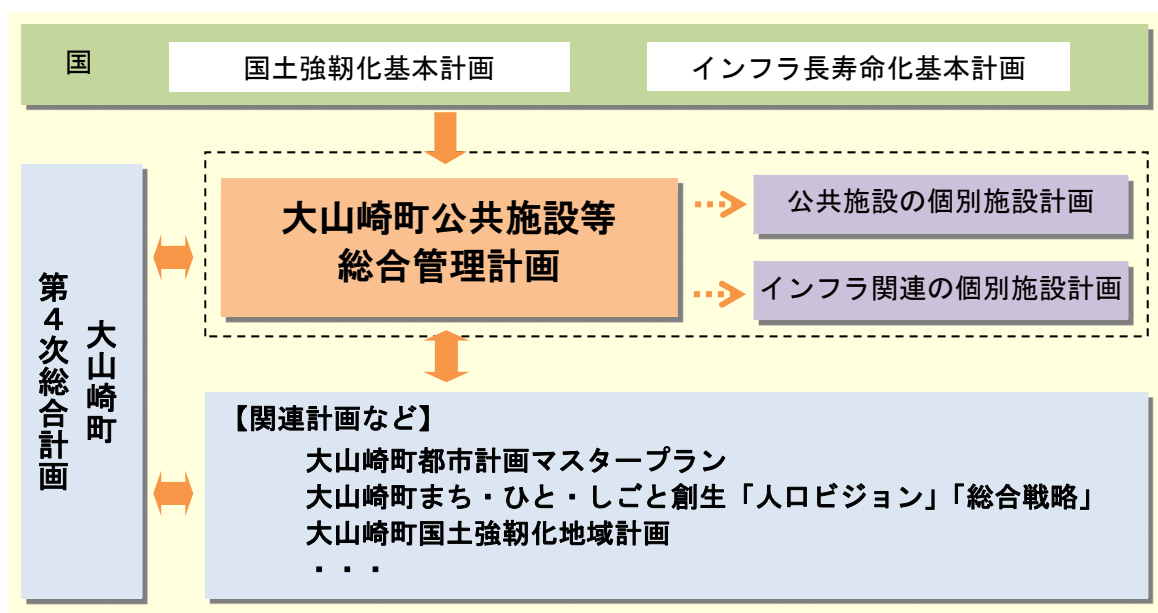 国
国土強靭化基本計画
インフラ長寿命化基本計画
大山崎町
第４次総合計画
大山崎町公共施設等
総合管理計画
公共施設の個別施設計画
インフラ関連の個別施設計画
【関連計画など】
大山崎町都市計画マスタープラン
大山崎町まち・ひと・しごと創生「人口ビジョン」「総合戦略」
大山崎町国土強靭化地域計画
・・・